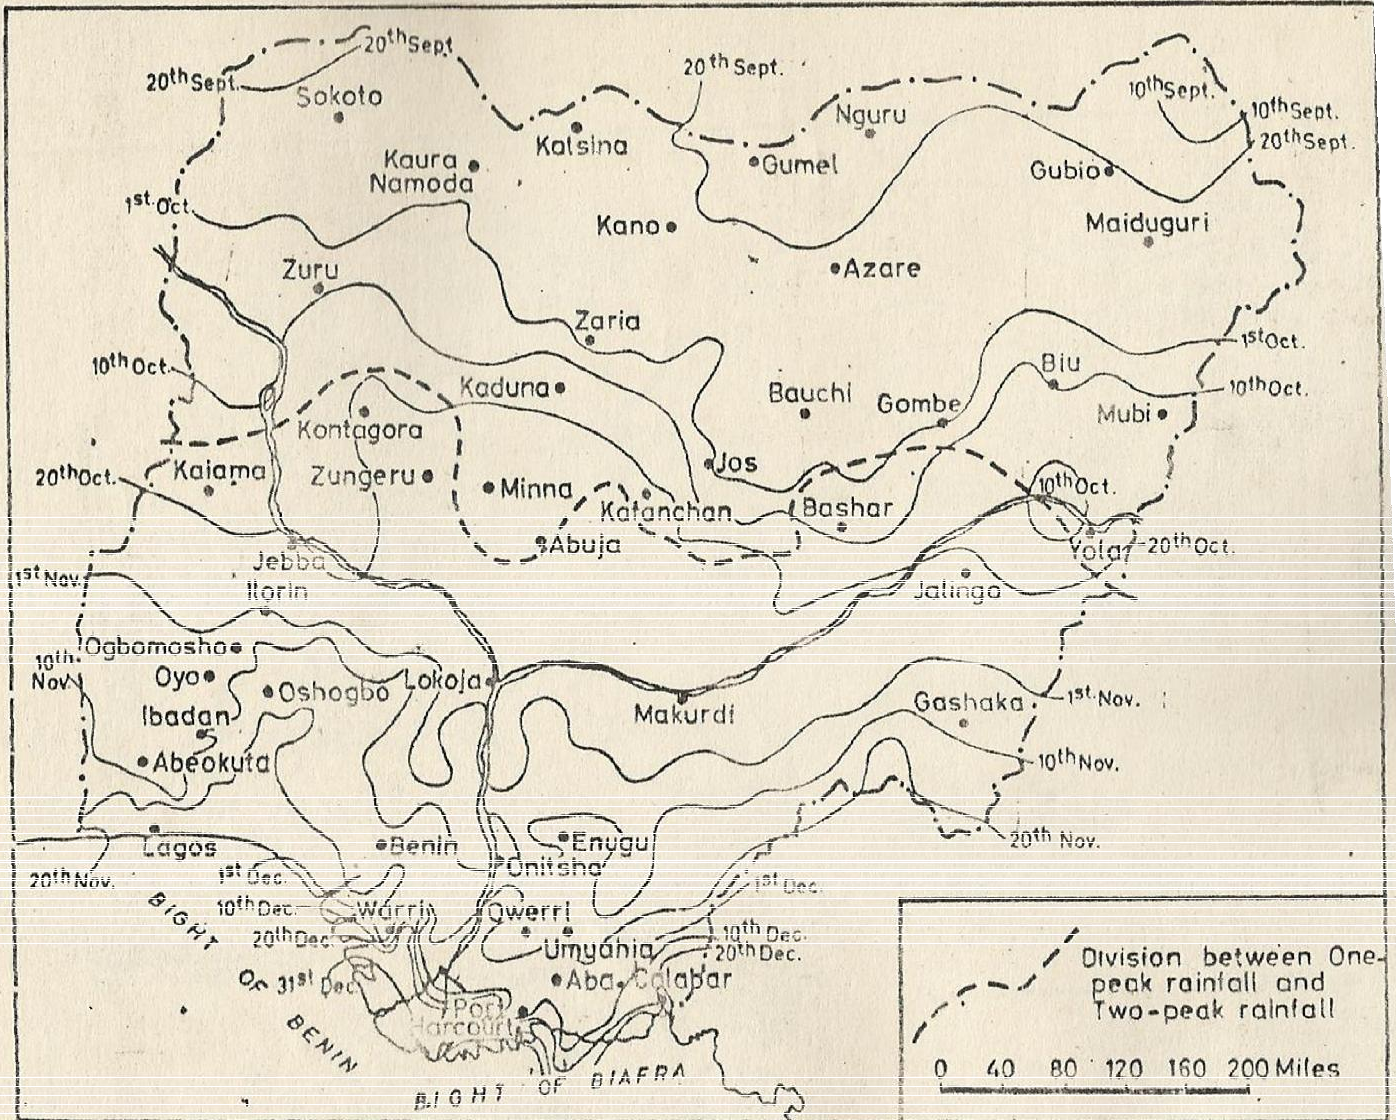 20th Sept.
20th Sept.
20th Sept.
10th Sept.
10th Sept.
20th Sept.
Sokoto
Nguru
Katsina
Kaura
Namoda
Gumel
Gubio
1st Oct.
Kano
Maiduguri
Zuru
Azare
Zaria
1st Oct.
10th Oct.
Kaduna
Biu
10th Oct.
Bauchi
Gombe
Mubi
Kontagora
Kaiama
Zungeru
Jos
20th Oct.
Minna
10th Oct.
Katanchan
Bashar
Abuja
Yola
20th Oct.
Jebba
1st Nov.
Ilorin
Jalingo
Ogbomosho
10th
Nov.
Oyo
Oshogbo
Lokoja
Ibadan
Makurdi
Gashaka
1st Nov.
Abeokuta
10th Nov.
Lagos
Benin
Enugu
20th Nov.
Onitsha
20th Nov.
1st Dec.
1st Dec.
10th Dec.
Warri
Owerri
20th Dec.
10th Dec.
20th Dec.
Umyahia
31st Dec.
Aba
Calabar
Port
Harcourt
BIGHT
OF
BENIN
BIGHT OF BIAFRA
Division between One-
peak rainfall and
Two-peak rainfall
0 40 80 120 160 200 Miles